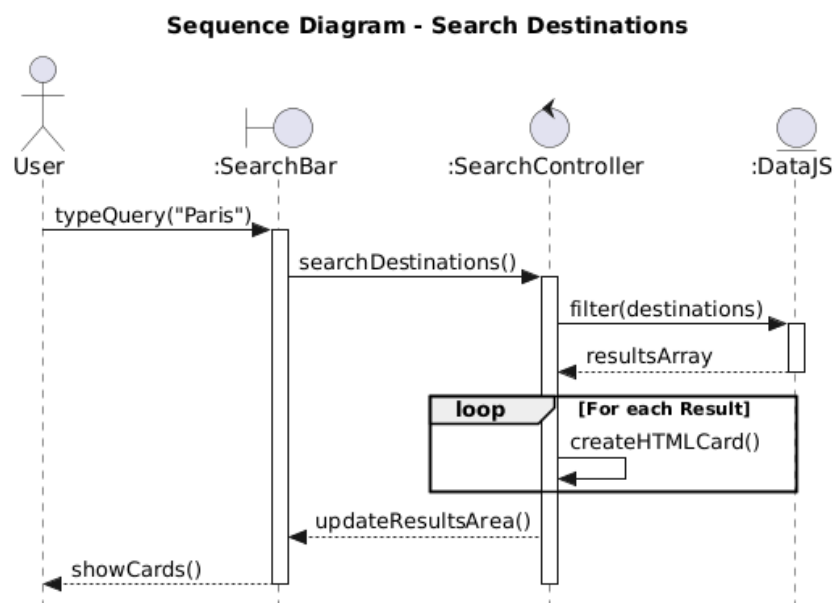 Sequence Diagram - Search Destinations
User
:SearchBar
:SearchController
:DataJS
typeQuery("Paris")
searchDestinations()
filter(destinations)
resultsArray
loop
[For each Result]
createHTMLCard()
updateResultsArea()
showCards()